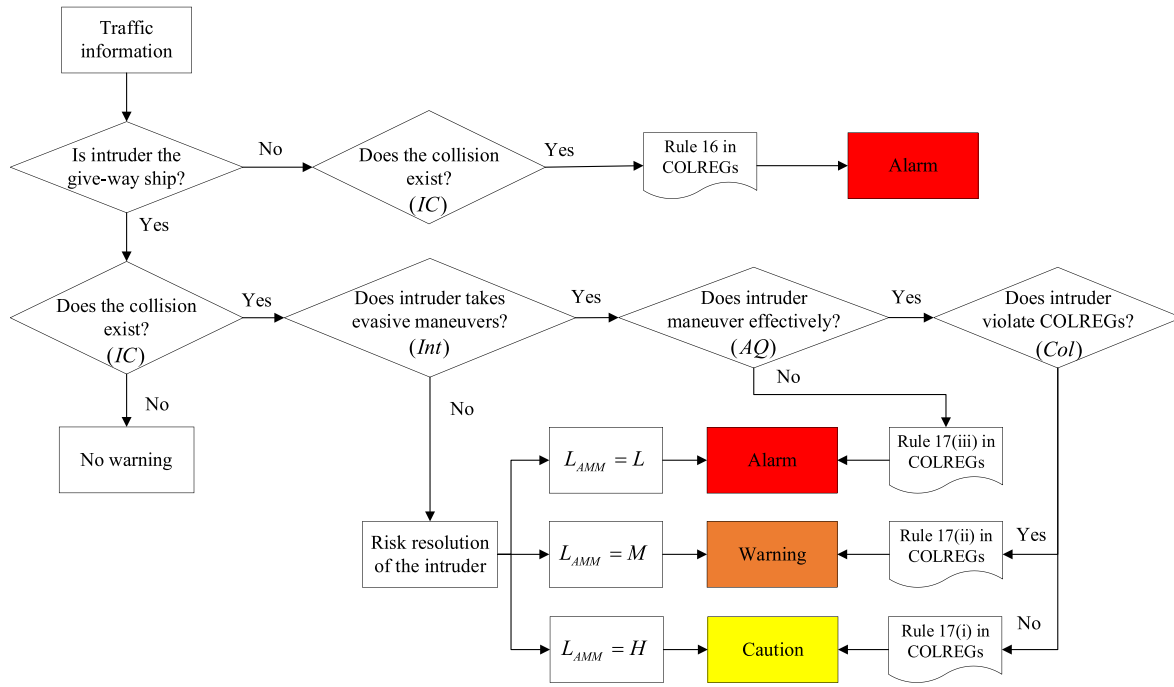 Traffic
information
Is intruder the
give-way ship?
No
Does the collision
exist?
(IC)
Yes
Rule 16 in
COLREGs
Alarm
Yes
Does the collision
exist?
(IC)
Yes
Does intruder takes
evasive maneuvers?
(Int)
Yes
Does intruder
maneuver effectively?
(AQ)
Yes
Does intruder
violate COLREGs?
(Col)
No
No warning
No
No
Risk resolution
of the intruder
L_AMM = L
Alarm
Rule 17(iii) in
COLREGs
L_AMM = M
Warning
Rule 17(ii) in
COLREGs
Yes
L_AMM = H
Caution
Rule 17(i) in
COLREGs
No